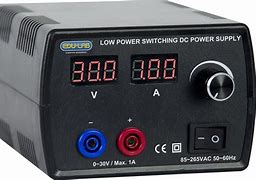 EDU-LAB
LOW POWER SWITCHING DC POWER SUPPLY
30.0 1.00
V A
- +
0~30V/ Max. 1A
CE
85~265VAC 50~60Hz